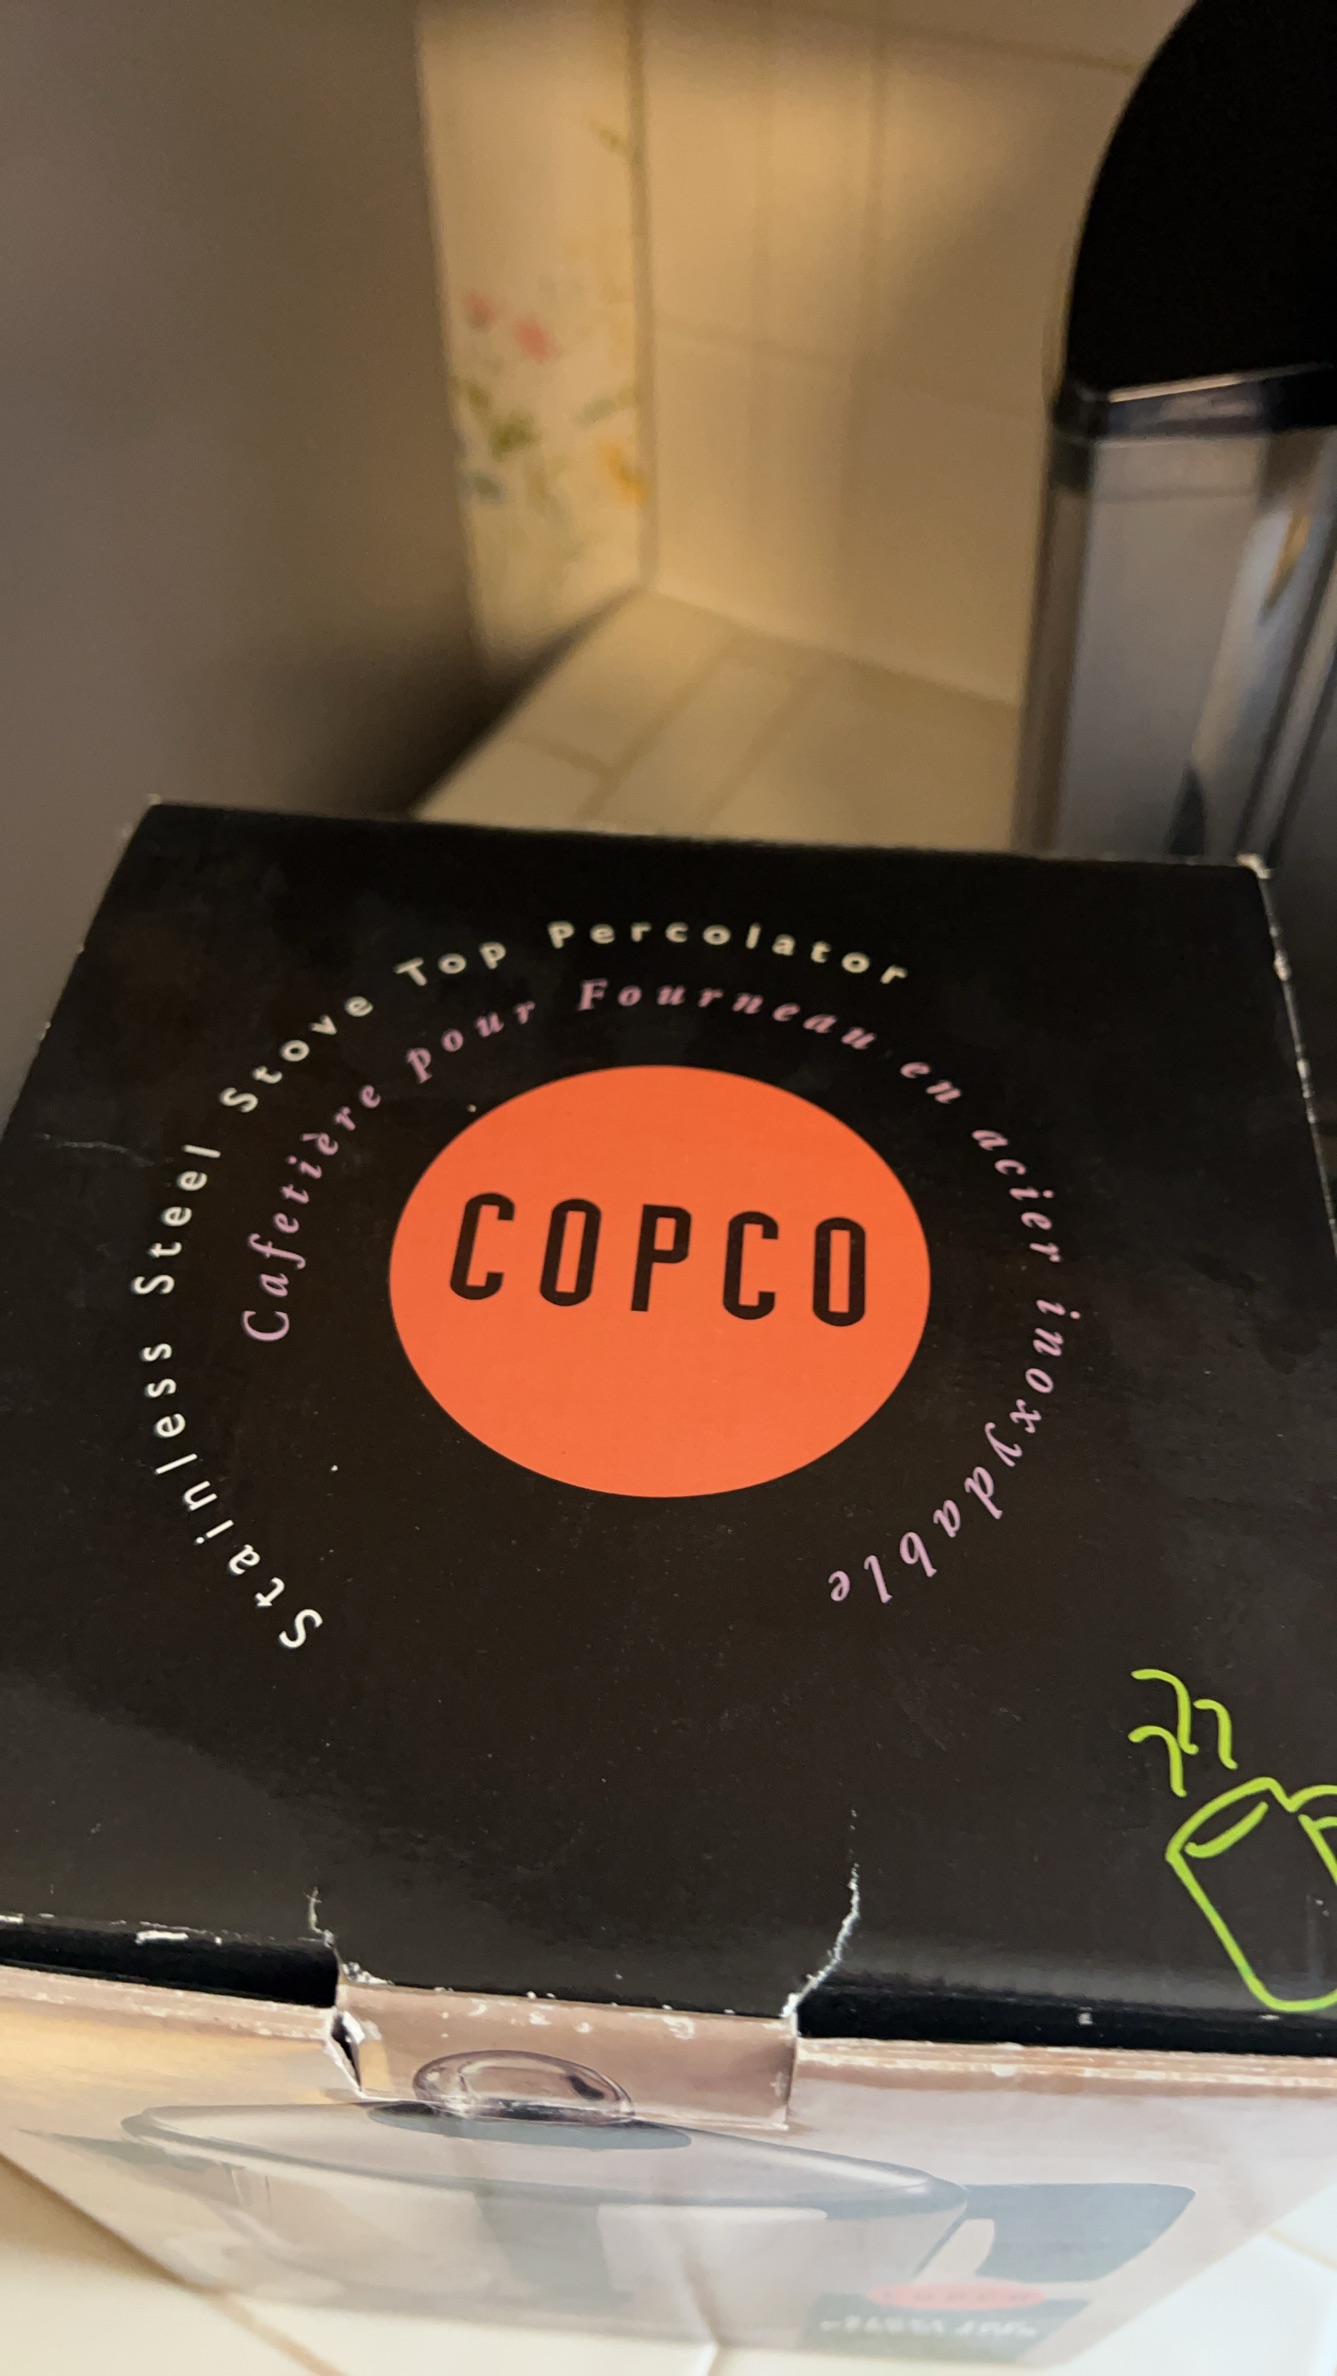 Stainless Steel Stove Top Percolator
Cafetière pour Fourneau en acier inoxydable
COPCO